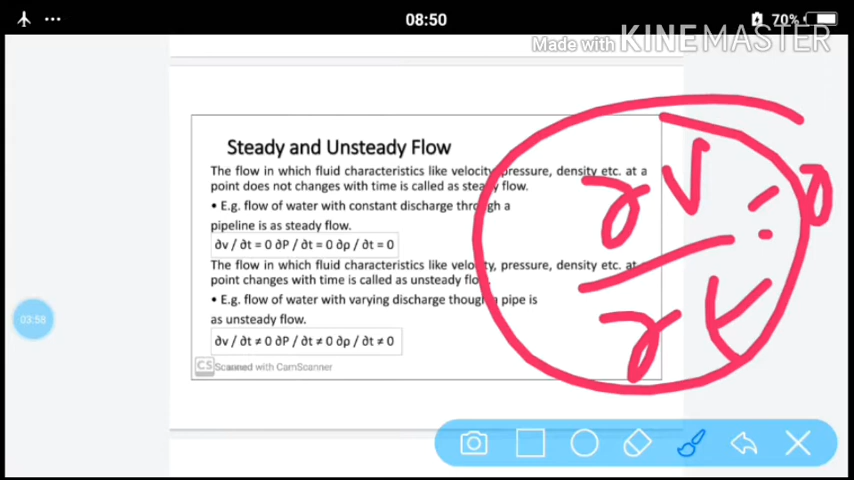 08:50
70%
Made with KINEMASTER
Steady and Unsteady Flow
The flow in which fluid characteristics like velocity, pressure, density etc. at a
point does not changes with time is called as steady flow.
• E.g. flow of water with constant discharge through a
pipeline is as steady flow.
∂v / ∂t = 0 ∂P / ∂t = 0 ∂ρ / ∂t = 0
The flow in which fluid characteristics like velocity, pressure, density etc. at a
point changes with time is called as unsteady flow.
• E.g. flow of water with varying discharge though a pipe is
as unsteady flow.
∂v / ∂t ≠ 0 ∂P / ∂t ≠ 0 ∂ρ / ∂t ≠ 0
CS Scanned with CamScanner
03:58